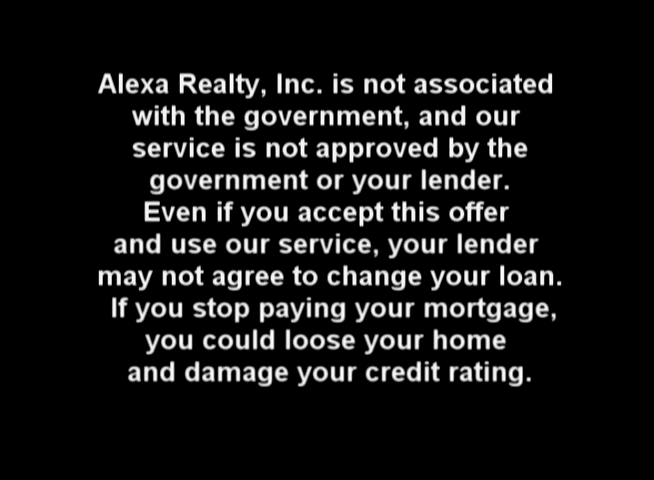 Alexa Realty, Inc. is not associated
with the government, and our
service is not approved by the
government or your lender.
Even if you accept this offer
and use our service, your lender
may not agree to change your loan.
If you stop paying your mortgage,
you could loose your home
and damage your credit rating.